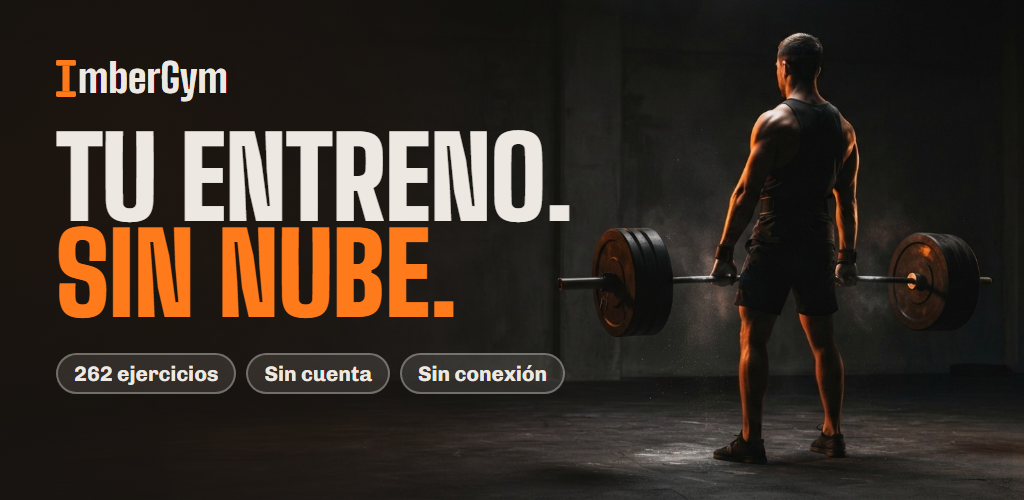 ImberGym
TU ENTRENO.
SIN NUBE.
262 ejercicios
Sin cuenta
Sin conexión